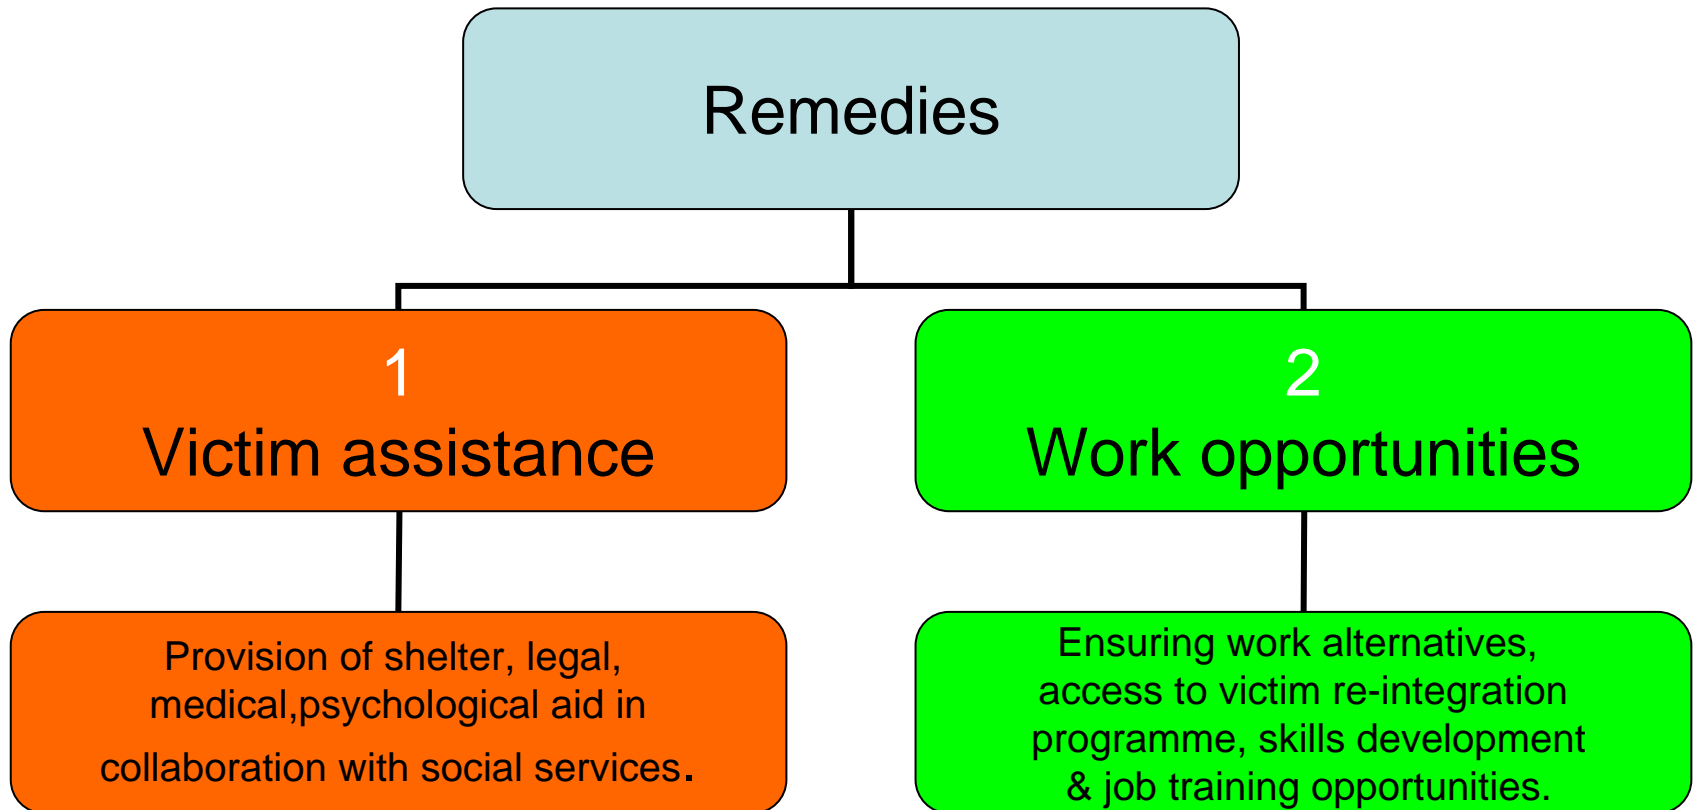 Remedies
1
Victim assistance
2
Work opportunities
Provision of shelter, legal,
medical,psychological aid in
collaboration with social services.
Ensuring work alternatives,
access to victim re-integration
programme, skills development
& job training opportunities.